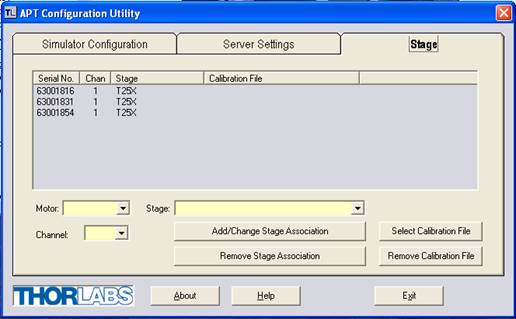 TL APT Configuration Utility
Simulator Configuration Server Settings Stage
Serial No. Chan Stage Calibration File
63001816 1 T25X
63001831 1 T25X
63001854 1 T25X
Motor: Stage:
Channel: Add/Change Stage Association Select Calibration File
Remove Stage Association Remove Calibration File
THORLABS About Help Exit